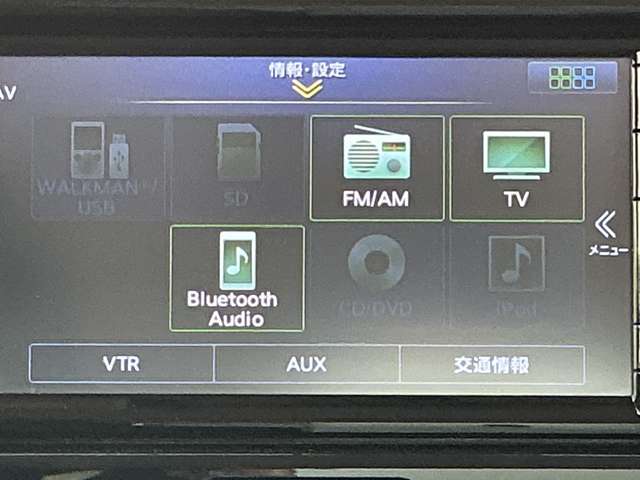 情報・設定
AV
WALKMAN®/
USB
SD
FM/AM
TV
メニュー
Bluetooth
Audio
CD/DVD
iPod
VTR
AUX
交通情報